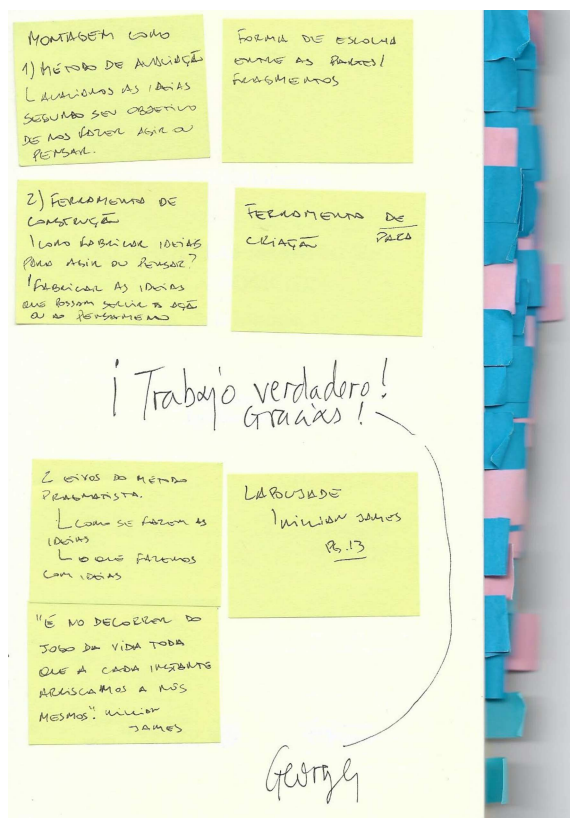 MONTAGEM COMO
1) MÉTODO DE AVALIAÇÃO
L AVALIAMOS AS IDEIAS
SEGUNDO SEU OBJETIVO
DE NOS FAZER AGIR OU
PENSAR.
FORMA DE ESCOLHA
ENTRE AS PARTES/
FRAGMENTOS
2) FERRAMENTA DE
CONSTRUÇÃO
COMO FABRICAR IDEIAS
PARA AGIR OU PENSAR?
FABRICAR AS IDEIAS
QUE POSSAM SERVIR A AÇÃO
OU AO PENSAMENTO
FERRAMENTA DE
CRIAÇÃO PARA
¡Trabajo verdadero!
Gracias!
2 EIXOS DO MÉTODO
PRAGMATISTA.
L COMO SE FAZEM AS
IDEIAS
L O QUE FAZEMOS
COM IDEIAS
LAPOUJADE
WILLIAN JAMES
PG.13
"É NO DECORRER DO
JOGO DA VIDA TODA
QUE A CADA INSTANTE
ARRISCAMOS A NÓS
MESMOS". WILLIAN
JAMES